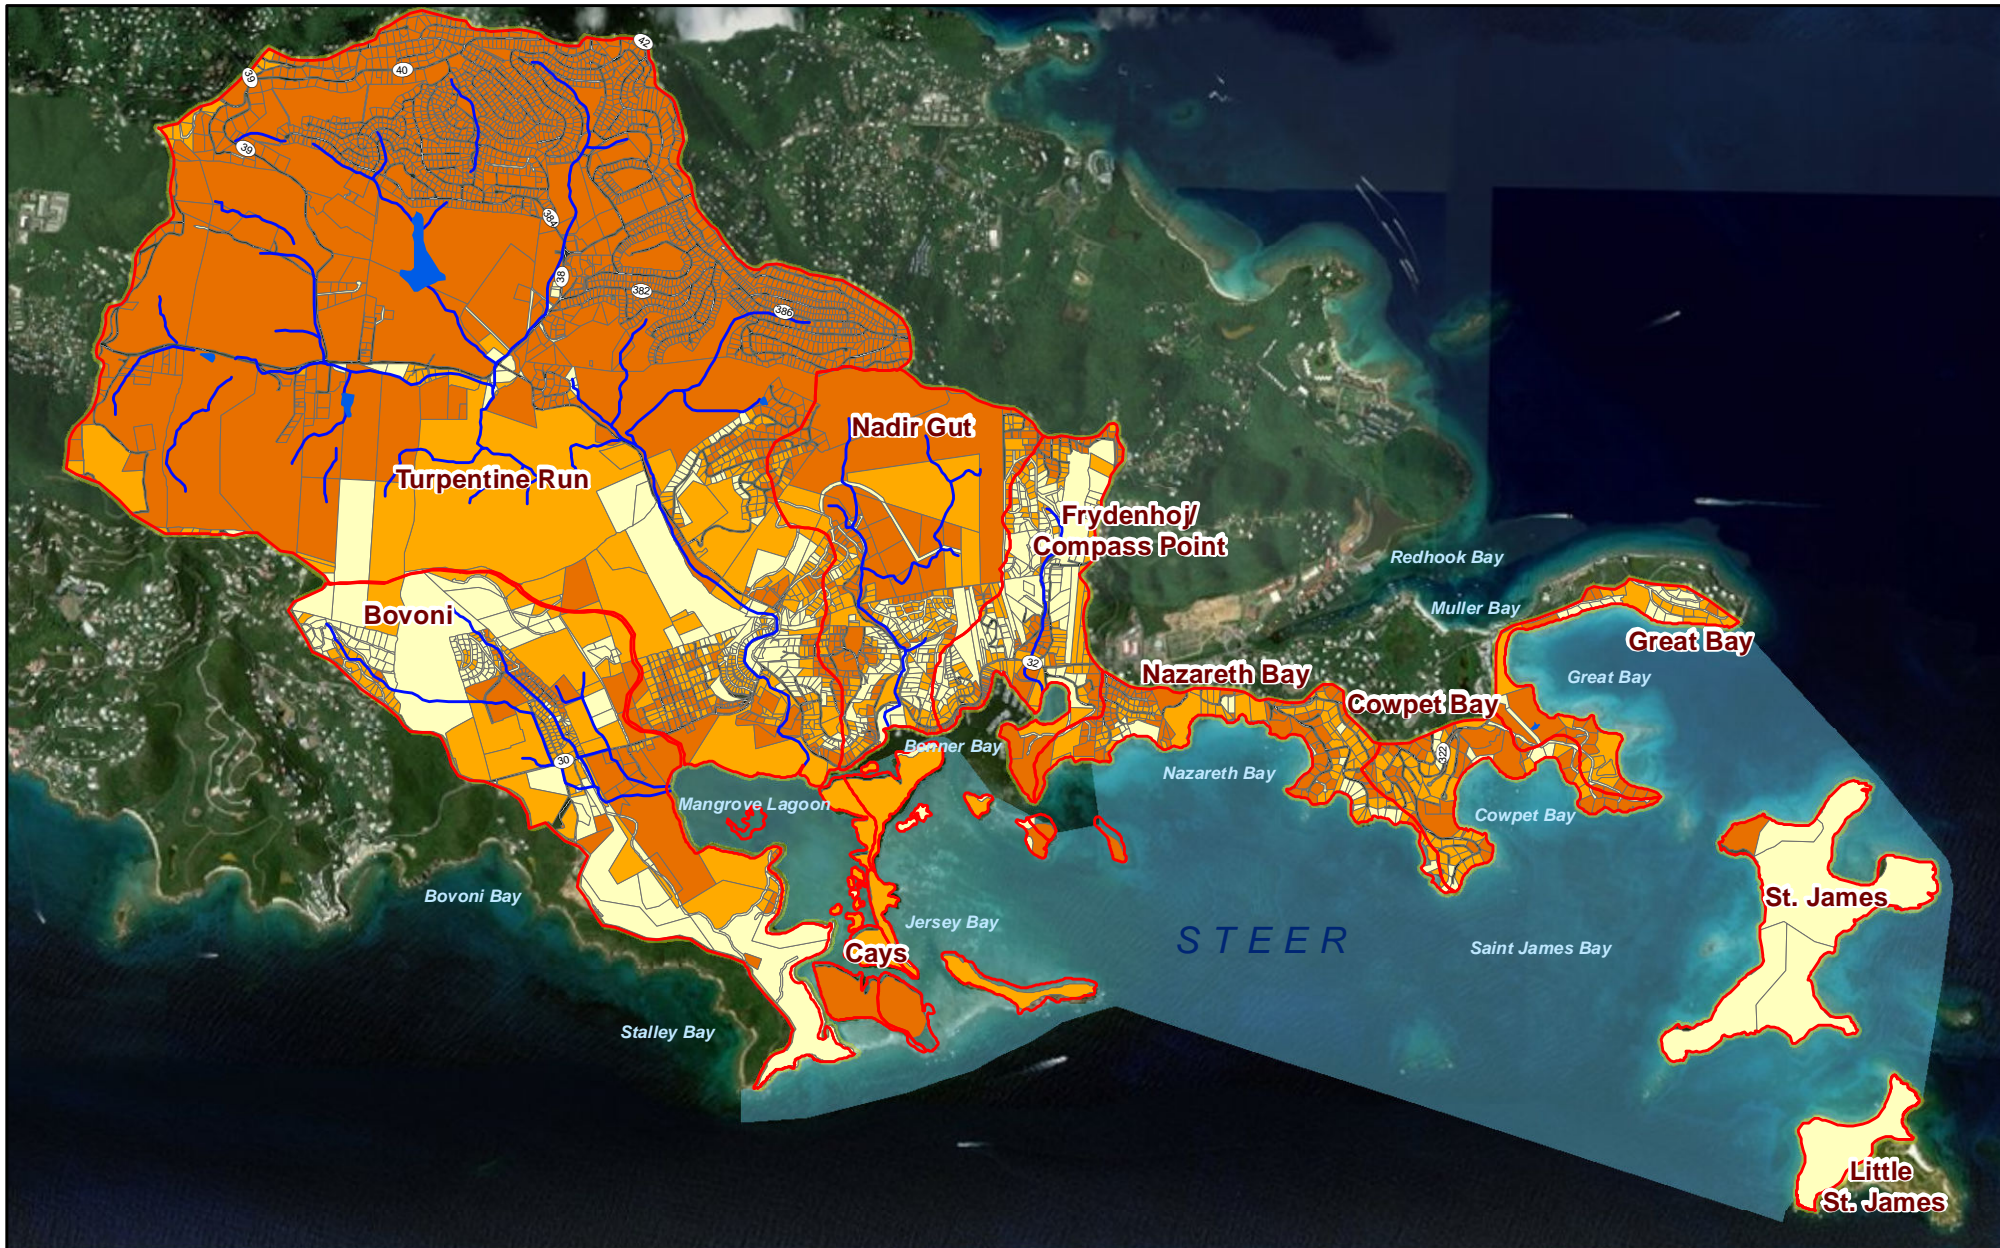 42
39
40
39
384
38
382
386
Nadir Gut
Turpentine Run
Frydenhoj/
Compass Point
Redhook Bay
Muller Bay
Bovoni
Great Bay
32
Nazareth Bay
Great Bay
Cowpet Bay
Benner Bay
322
30
Nazareth Bay
Mangrove Lagoon
Cowpet Bay
Bovoni Bay
St. James
Jersey Bay
STEER
Saint James Bay
Cays
Stalley Bay
Little
St. James